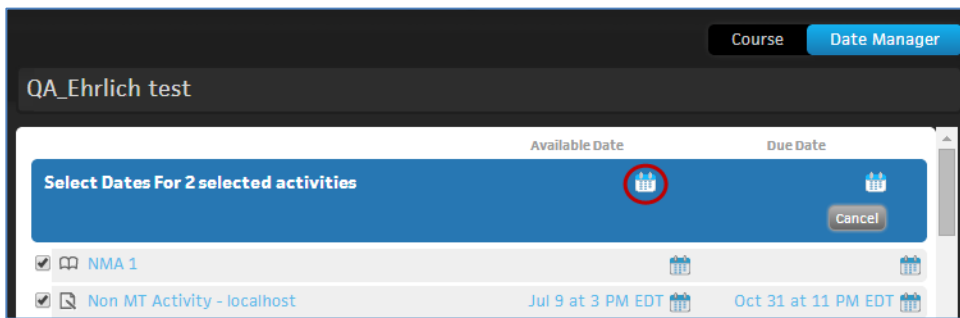 Course Date Manager
QA_Ehrlich test
Available Date Due Date
Select Dates For 2 selected activities
Cancel
NMA 1
Non MT Activity - localhost Jul 9 at 3 PM EDT Oct 31 at 11 PM EDT